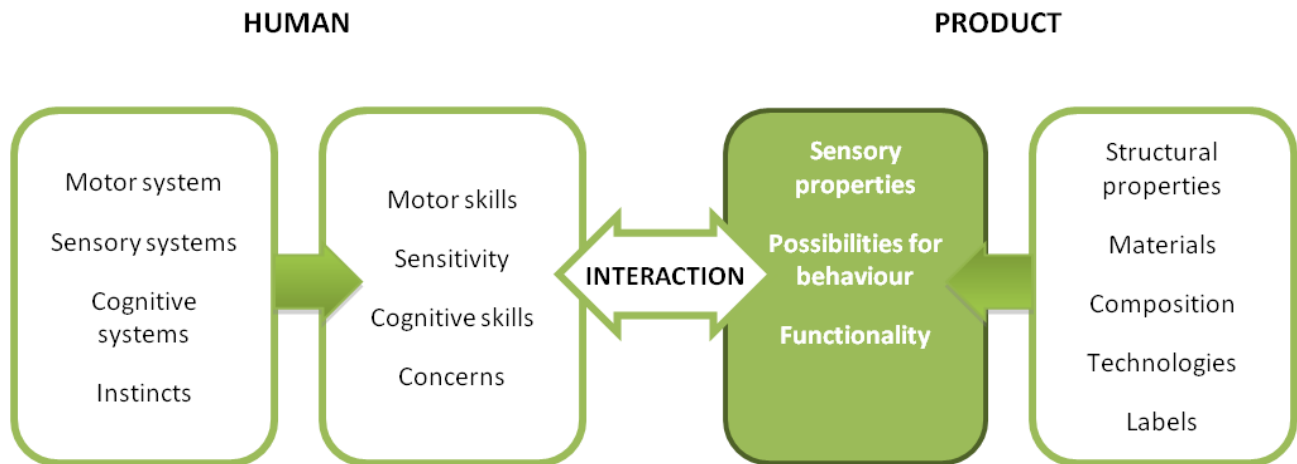 HUMAN
PRODUCT
Motor system
Sensory systems
Cognitive
systems
Instincts
Motor skills
Sensitivity
Cognitive skills
Concerns
INTERACTION
Sensory
properties
Possibilities for
behaviour
Functionality
Structural
properties
Materials
Composition
Technologies
Labels